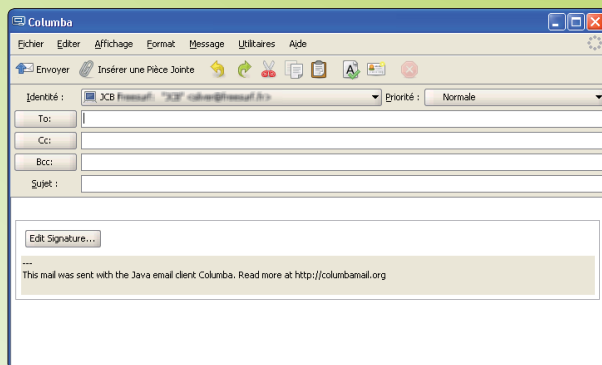 Columba
Fichier Editer Affichage Format Message Utilitaires Aide
Envoyer Insérer une Pièce Jointe
Identité : JCB Priorité : Normale
To:
Cc:
Bcc:
Sujet :
Edit Signature...
---
This mail was sent with the Java email client Columba. Read more at http://columbamail.org